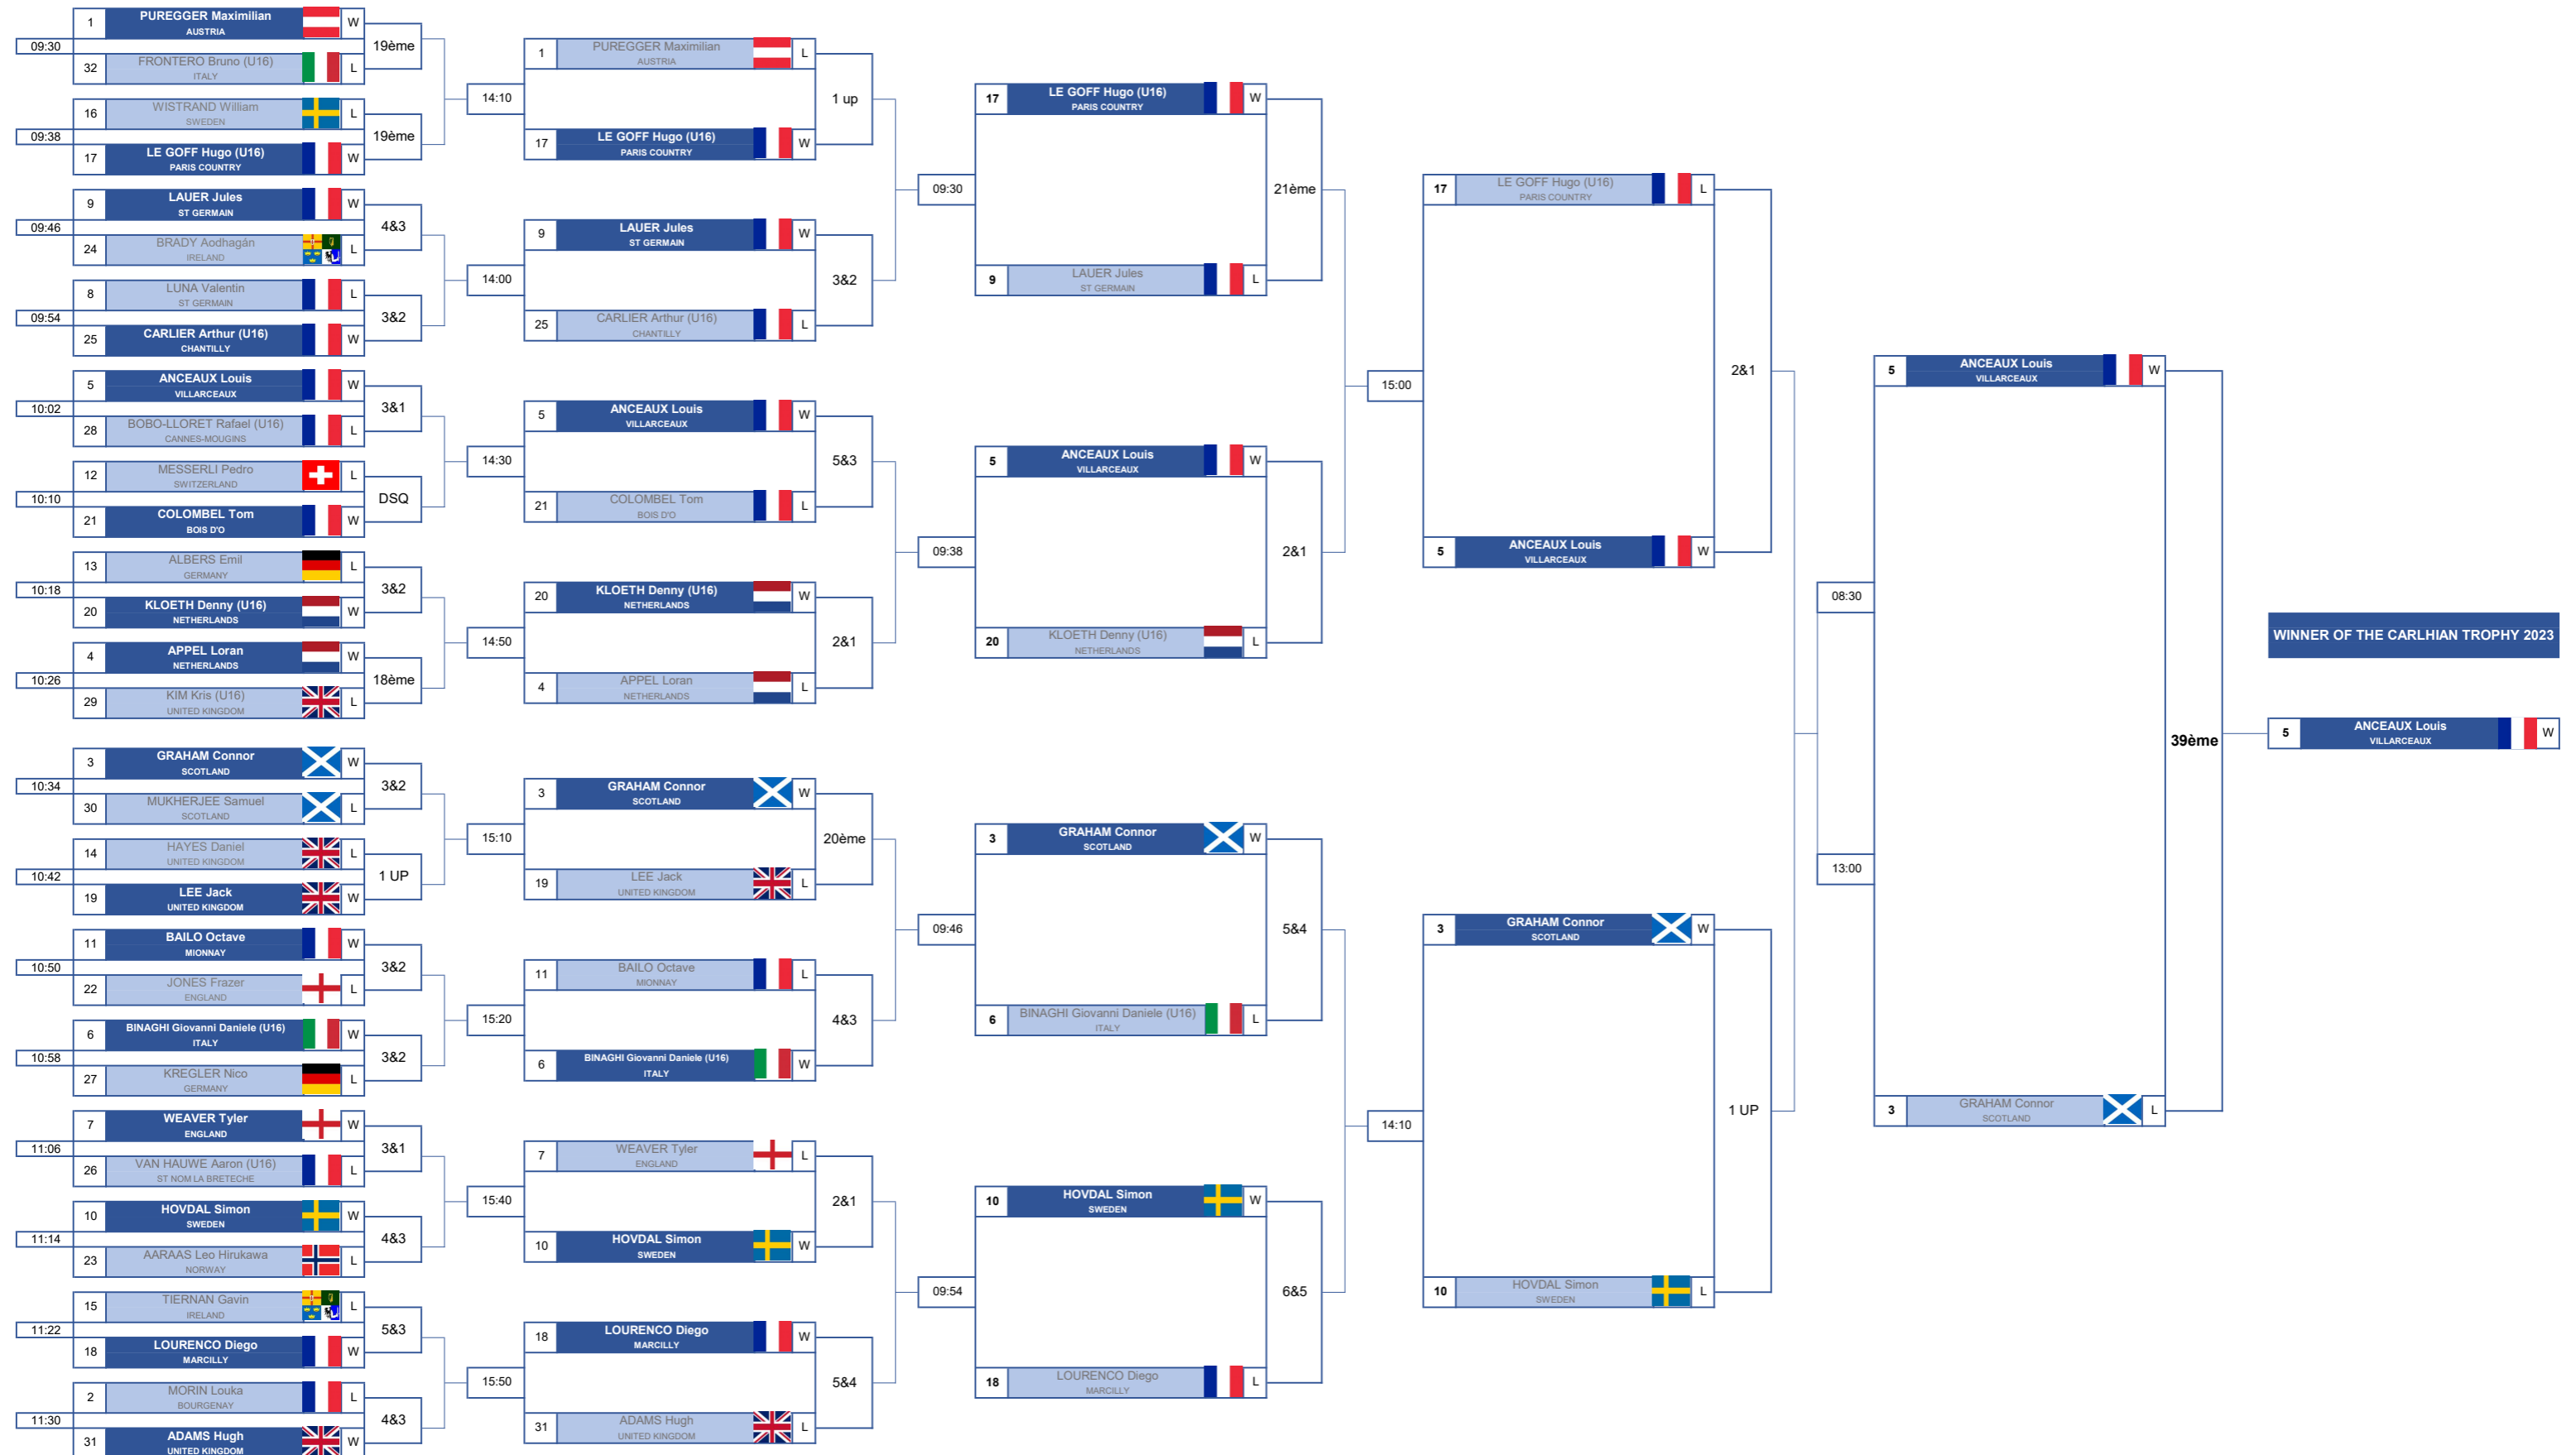 1 PUREGGER Maximilian W
AUSTRIA
09:30 19ème
32 FRONTERO Bruno (U16) L
ITALY
16 WISTRAND William L
SWEDEN
09:38 19ème
17 LE GOFF Hugo (U16) W
PARIS COUNTRY
9 LAUER Jules W
ST GERMAIN
09:46 4&3
24 BRADY Aodhagán L
IRELAND
8 LUNA Valentin L
ST GERMAIN
09:54 3&2
25 CARLIER Arthur (U16) W
CHANTILLY
5 ANCEAUX Louis W
VILLARCEAUX
10:02 3&1
28 BOBO-LLORET Rafael (U16) L
CANNES-MOUGINS
12 MESSERLI Pedro L
SWITZERLAND
10:10 DSQ
21 COLOMBEL Tom W
BOIS D'O
13 ALBERS Emil L
GERMANY
10:18 3&2
20 KLOETH Denny (U16) W
NETHERLANDS
4 APPEL Loran W
NETHERLANDS
10:26 18ème
29 KIM Kris (U16) L
UNITED KINGDOM
3 GRAHAM Connor W
SCOTLAND
10:34 3&2
30 MUKHERJEE Samuel L
SCOTLAND
14 HAYES Daniel L
UNITED KINGDOM
10:42 1 UP
19 LEE Jack W
UNITED KINGDOM
11 BAILO Octave W
MIONNAY
10:50 3&2
22 JONES Frazer L
ENGLAND
6 BINAGHI Giovanni Daniele (U16) W
ITALY
10:58 3&2
27 KREGLER Nico L
GERMANY
7 WEAVER Tyler W
ENGLAND
11:06 3&1
26 VAN HAUWE Aaron (U16) L
ST NOM LA BRETECHE
10 HOVDAL Simon W
SWEDEN
11:14 4&3
23 AARAAS Leo Hirukawa L
NORWAY
15 TIERNAN Gavin L
IRELAND
11:22 5&3
18 LOURENCO Diego W
MARCILLY
2 MORIN Louka L
BOURGENAY
11:30 4&3
31 ADAMS Hugh W
UNITED KINGDOM
1 PUREGGER Maximilian L
AUSTRIA
14:10 1 up
17 LE GOFF Hugo (U16) W
PARIS COUNTRY
9 LAUER Jules W
ST GERMAIN
14:00 3&2
25 CARLIER Arthur (U16) L
CHANTILLY
5 ANCEAUX Louis W
VILLARCEAUX
14:30 5&3
21 COLOMBEL Tom L
BOIS D'O
20 KLOETH Denny (U16) W
NETHERLANDS
14:50 2&1
4 APPEL Loran L
NETHERLANDS
3 GRAHAM Connor W
SCOTLAND
15:10 20ème
19 LEE Jack L
UNITED KINGDOM
11 BAILO Octave L
MIONNAY
15:20 4&3
6 BINAGHI Giovanni Daniele (U16) W
ITALY
7 WEAVER Tyler L
ENGLAND
15:40 2&1
10 HOVDAL Simon W
SWEDEN
18 LOURENCO Diego W
MARCILLY
15:50 5&4
31 ADAMS Hugh L
UNITED KINGDOM
17 LE GOFF Hugo (U16) W
PARIS COUNTRY
09:30 21ème
9 LAUER Jules L
ST GERMAIN
5 ANCEAUX Louis W
VILLARCEAUX
09:38 2&1
20 KLOETH Denny (U16) L
NETHERLANDS
3 GRAHAM Connor W
SCOTLAND
09:46 5&4
6 BINAGHI Giovanni Daniele (U16) L
ITALY
10 HOVDAL Simon W
SWEDEN
09:54 6&5
18 LOURENCO Diego L
MARCILLY
17 LE GOFF Hugo (U16) L
PARIS COUNTRY
15:00 2&1
5 ANCEAUX Louis W
VILLARCEAUX
3 GRAHAM Connor W
SCOTLAND
14:10 1 UP
10 HOVDAL Simon L
SWEDEN
5 ANCEAUX Louis W
VILLARCEAUX
08:30
39ème
13:00
3 GRAHAM Connor L
SCOTLAND
WINNER OF THE CARLHIAN TROPHY 2023
5 ANCEAUX Louis W
VILLARCEAUX